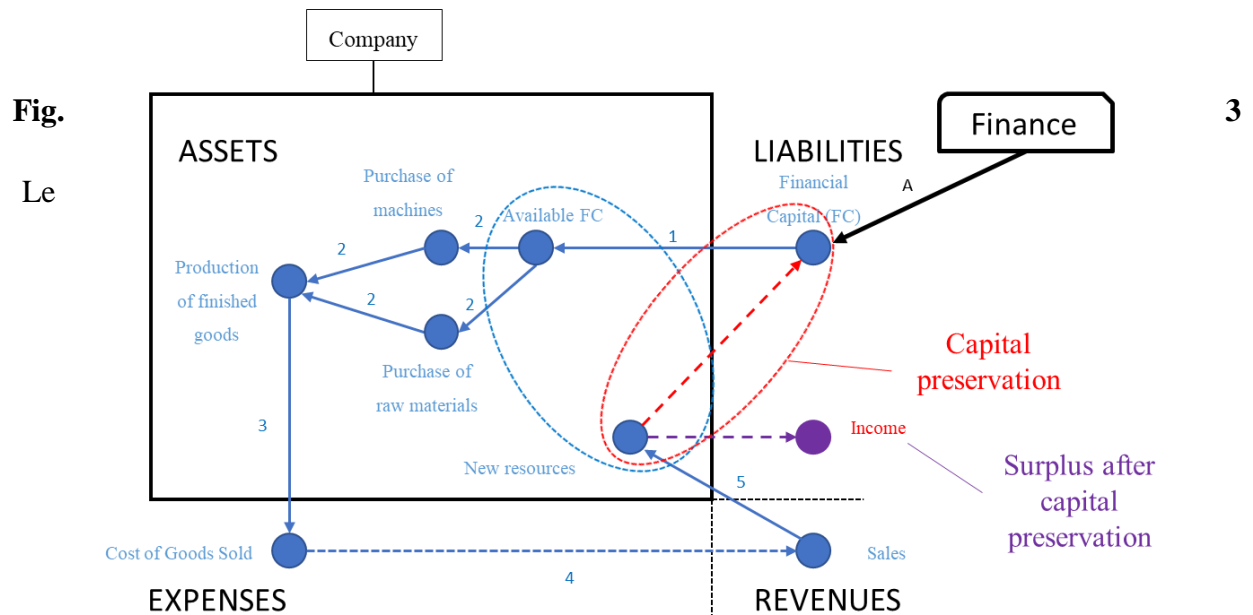 Company
Fig.
3
Finance
ASSETS
LIABILITIES
Le
Purchase of
machines
Available FC
Financial
Capital (FC)
A
2
1
2
2
2
Production
of finished
goods
Purchase of
raw materials
Capital
preservation
3
Income
New resources
Surplus after
capital
preservation
5
Cost of Goods Sold
Sales
4
EXPENSES
REVENUES